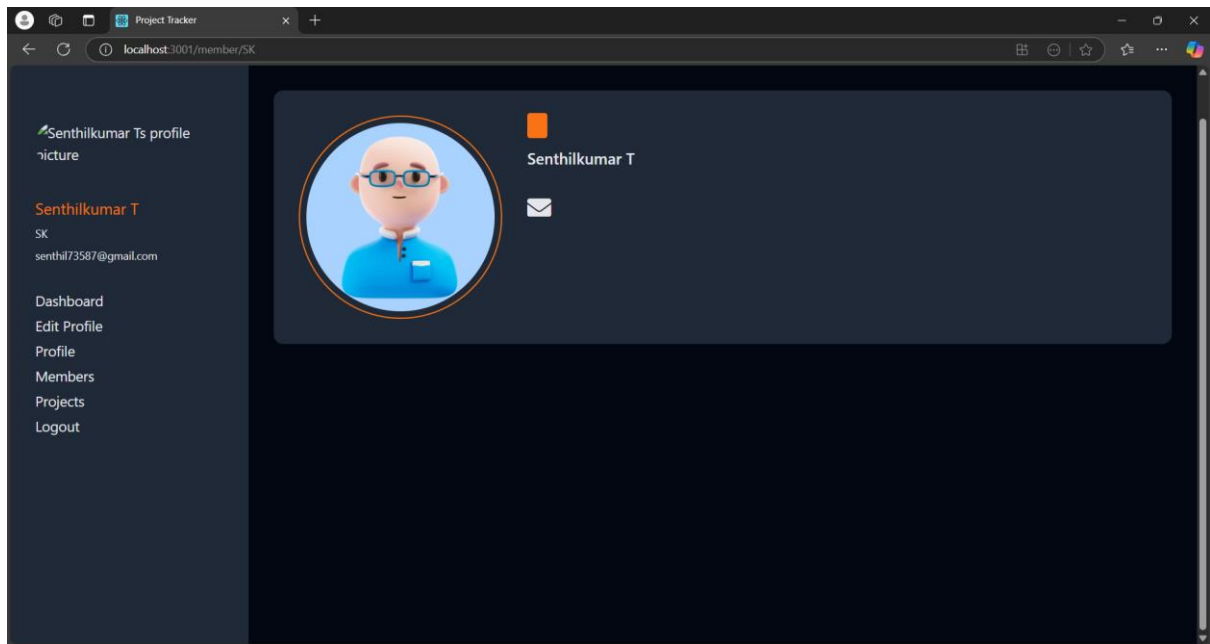 Project Tracker
localhost:3001/member/SK
Senthilkumar Ts profile
picture
Senthilkumar T
SK
senthil73587@gmail.com
Dashboard
Edit Profile
Profile
Members
Projects
Logout
Senthilkumar T